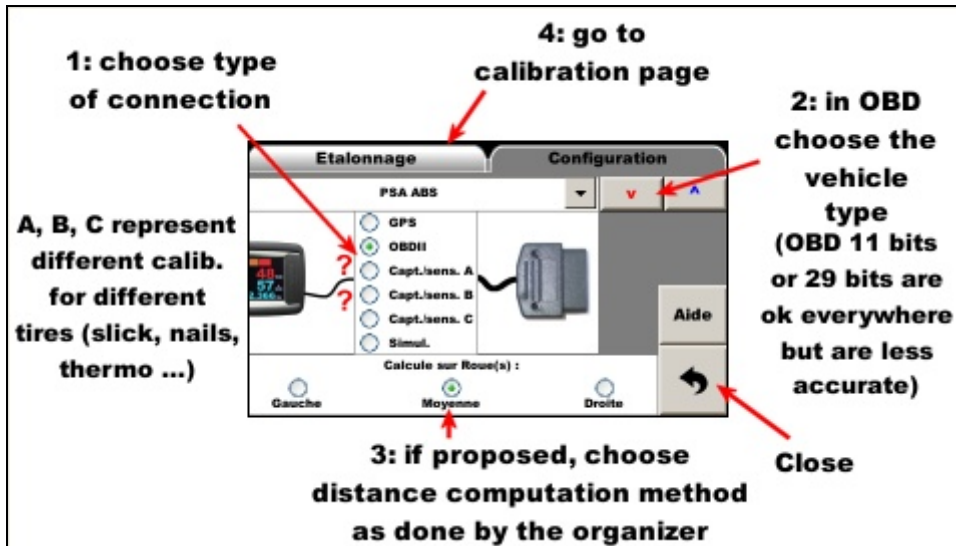 4: go to
calibration page
1: choose type
of connection
2: in OBD
choose the
vehicle
type
(OBD 11 bits
or 29 bits are
ok everywhere
but are less
accurate)
Etalonnage
Configuration
PSA ABS
v
^
A, B, C represent
different calib.
for different
tires (slick, nails,
thermo ...)
GPS
OBDII
Capt./sens. A
Capt./sens. B
Capt./sens. C
Simul.
?
?
48
57
Aide
Calcule sur Roue(s) :
Gauche
Moyenne
Droite
3: if proposed, choose
distance computation method
as done by the organizer
Close